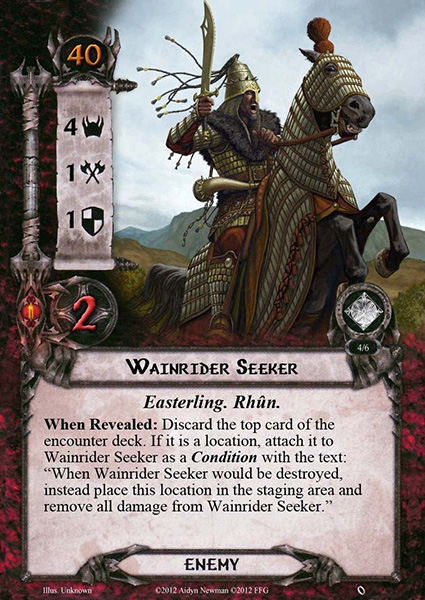 40
4
1
1
2
4/6
Wainrider Seeker
Easterling. Rhûn.
When Revealed: Discard the top card of the
encounter deck. If it is a location, attach it to
Wainrider Seeker as a Condition with the text:
“When Wainrider Seeker would be destroyed,
instead place this location in the staging area and
remove all damage from Wainrider Seeker.”
ENEMY
Illus. Unknown ©2012 Aidyn Newman ©2012 FFG 0